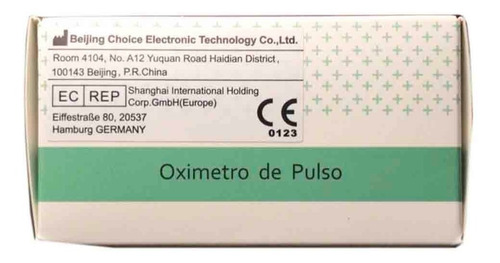 Beijing Choice Electronic Technology Co.,Ltd.
Room 4104, No. A12 Yuquan Road Haidian District,
100143 Beijing, P.R.China
EC REP Shanghai International Holding
Corp.GmbH(Europe)
Eiffestraße 80, 20537
Hamburg GERMANY
CE
0123
Oximetro de Pulso